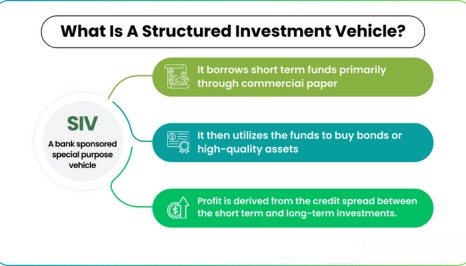 What Is A Structured Investment Vehicle?
It borrows short term funds primarily
through commerciai paper
SIV
A bank sponsored
special purpose
vehicle
It then utilizes the funds to buy bonds or
high-quality assets
Profit is derived from the credit spread between
the short term and long-term investments.